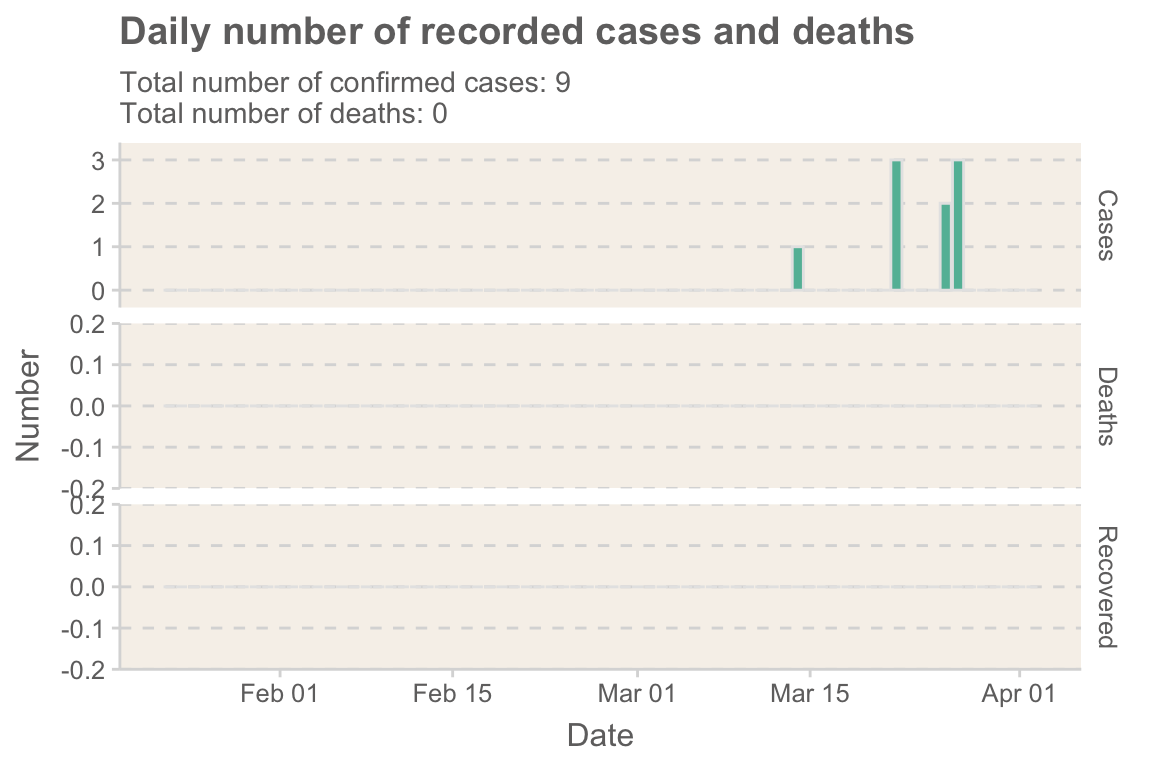 Daily number of recorded cases and deaths
Total number of confirmed cases: 9
Total number of deaths: 0
3
2
1
0
Cases
0.2
0.1
0.0
-0.1
-0.2
Deaths
Number
0.2
0.1
0.0
-0.1
-0.2
Recovered
Feb 01 Feb 15 Mar 01 Mar 15 Apr 01
Date